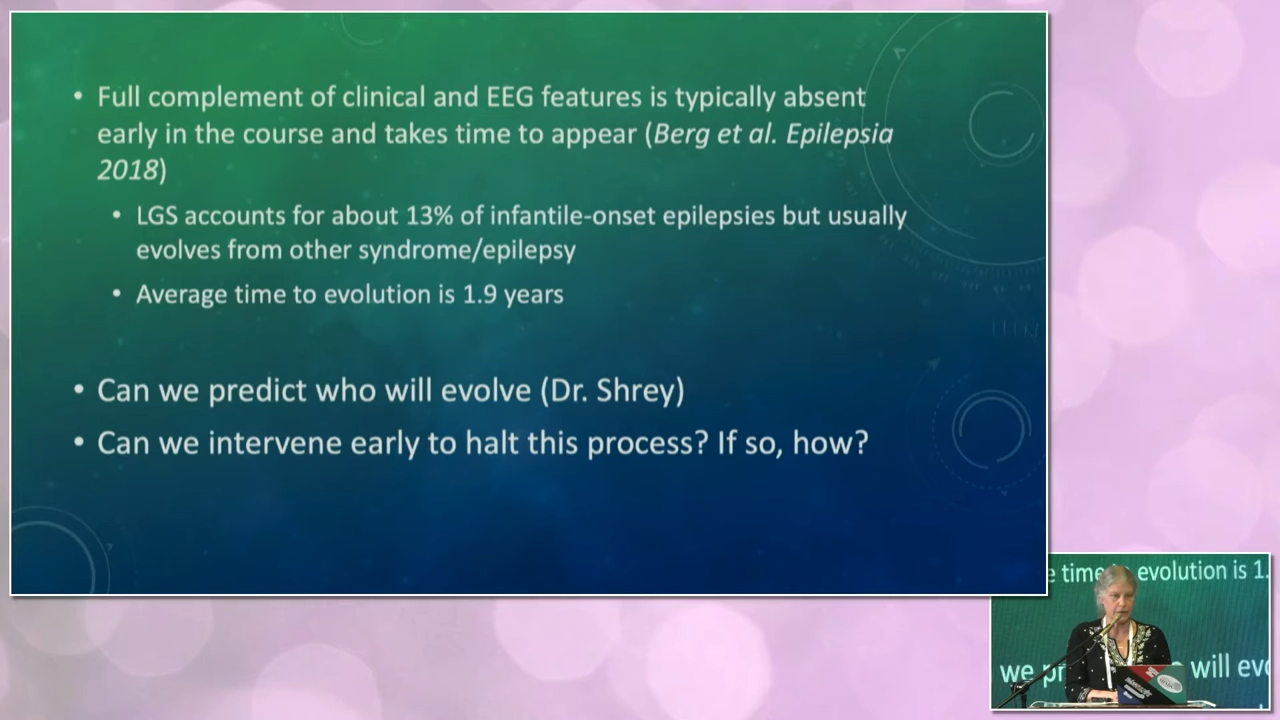 • Full complement of clinical and EEG features is typically absent
early in the course and takes time to appear (Berg et al. Epilepsia
2018)
• LGS accounts for about 13% of infantile-onset epilepsies but usually
evolves from other syndrome/epilepsy
• Average time to evolution is 1.9 years
• Can we predict who will evolve (Dr. Shrey)
• Can we intervene early to halt this process? If so, how?
e time evolution is 1.
we pr will evo